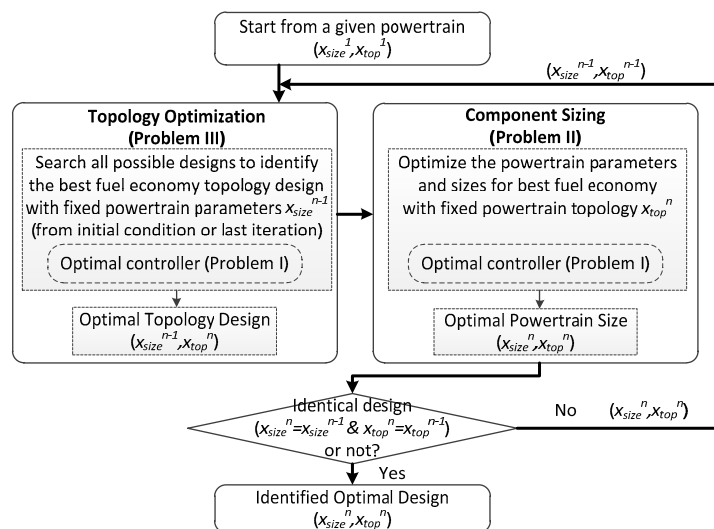 Start from a given powertrain
(x_size^1,x_top^1)
(x_size^n-1,x_top^n-1)
Topology Optimization
(Problem III)
Search all possible designs to identify
the best fuel economy topology design
with fixed powertrain parameters x_size^n-1
(from initial condition or last iteration)
Optimal controller (Problem I)
Optimal Topology Design
(x_size^n-1,x_top^n)
Component Sizing
(Problem II)
Optimize the powertrain parameters
and sizes for best fuel economy
with fixed powertrain topology x_top^n
Optimal controller (Problem I)
Optimal Powertrain Size
(x_size^n,x_top^n)
Identical design
(x_size^n=x_size^n-1 & x_top^n=x_top^n-1)
or not?
No (x_size^n,x_top^n)
Yes
Identified Optimal Design
(x_size^n,x_top^n)